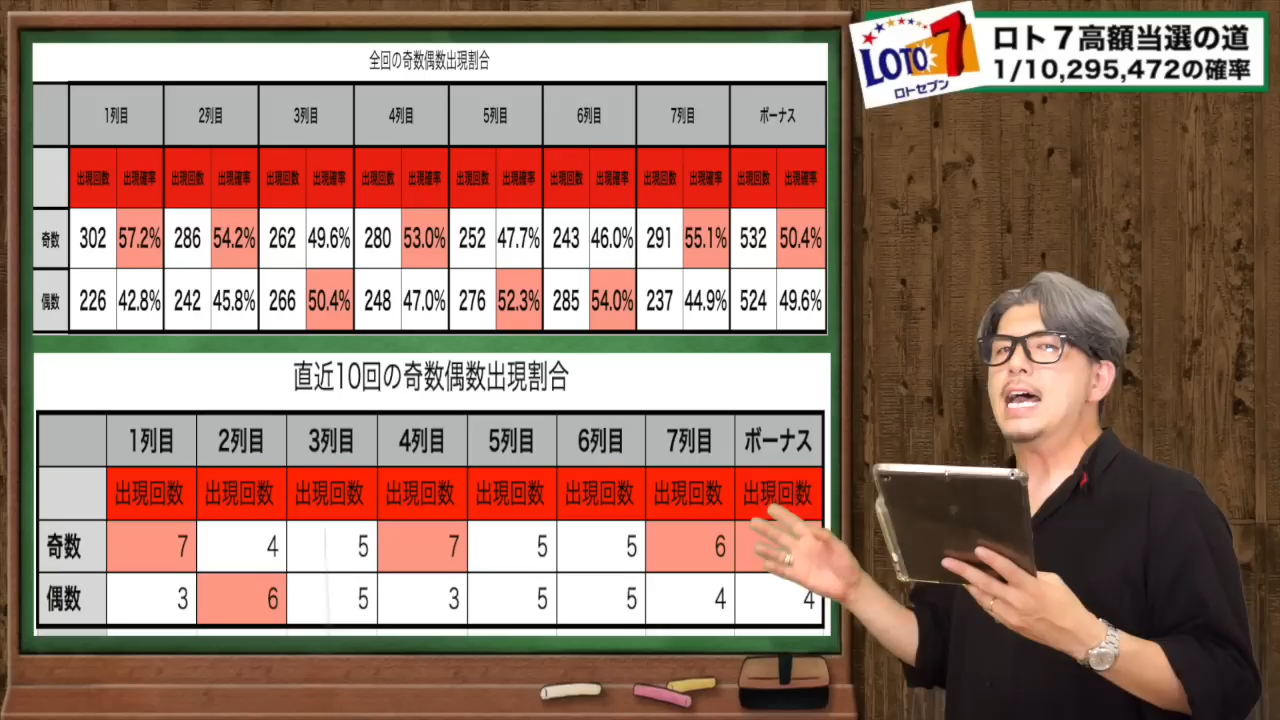 全回の奇数偶数出現割合
1列目 2列目 3列目 4列目 5列目 6列目 7列目 ボーナス
出現回数 出現確率 出現回数 出現確率 出現回数 出現確率 出現回数 出現確率 出現回数 出現確率 出現回数 出現確率 出現回数 出現確率 出現回数 出現確率
奇数 302 57.2% 286 54.2% 262 49.6% 280 53.0% 252 47.7% 243 46.0% 291 55.1% 532 50.4%
偶数 226 42.8% 242 45.8% 266 50.4% 248 47.0% 276 52.3% 285 54.0% 237 44.9% 524 49.6%
直近10回の奇数偶数出現割合
1列目 2列目 3列目 4列目 5列目 6列目 7列目 ボーナス
出現回数 出現回数 出現回数 出現回数 出現回数 出現回数 出現回数 出現回数
奇数 7 4 5 7 5 5 6
偶数 3 6 5 3 5 5 4 4
LOTO7
ロトセブン
ロト7高額当選の道
1/10,295,472の確率